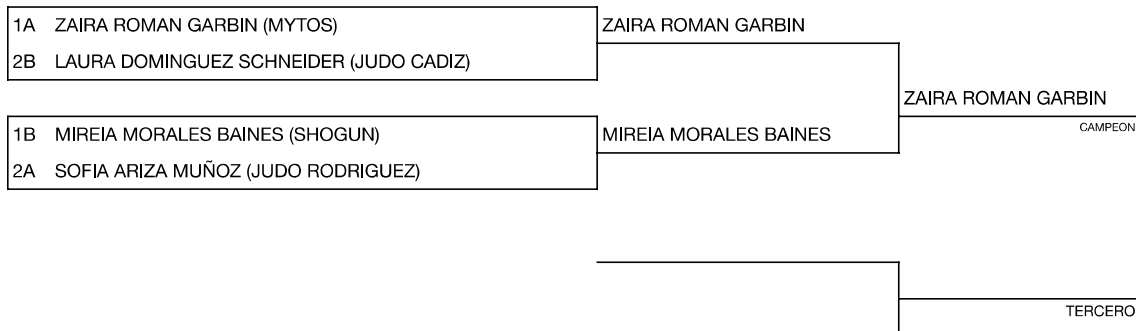 1A ZAIRA ROMAN GARBIN (MYTOS)
2B LAURA DOMINGUEZ SCHNEIDER (JUDO CADIZ)
1B MIREIA MORALES BAINES (SHOGUN)
2A SOFIA ARIZA MUÑOZ (JUDO RODRIGUEZ)
ZAIRA ROMAN GARBIN
MIREIA MORALES BAINES
ZAIRA ROMAN GARBIN
CAMPEON
TERCERO